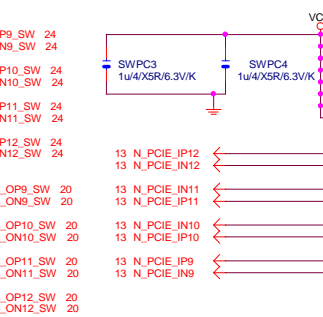 VC
P9_SW 24
N9_SW 24
P10_SW 24
N10_SW 24
P11_SW 24
N11_SW 24
P12_SW 24
N12_SW 24
SWPC3
1u/4/X5R/6.3V/K
SWPC4
1u/4/X5R/6.3V/K
13 N_PCIE_IP12
13 N_PCIE_IN12
_OP9_SW 20
_ON9_SW 20
13 N_PCIE_IN11
13 N_PCIE_IP11
_OP10_SW 20
_ON10_SW 20
13 N_PCIE_IN10
13 N_PCIE_IP10
_OP11_SW 20
_ON11_SW 20
13 N_PCIE_IP9
13 N_PCIE_IN9
_OP12_SW 20
_ON12_SW 20